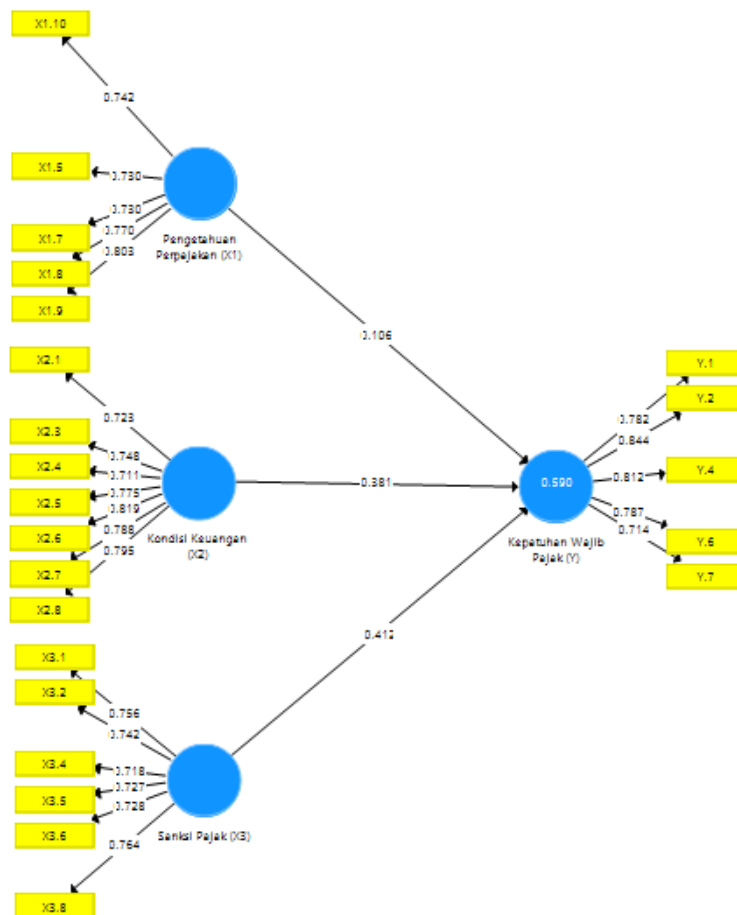 X1.10
0.742
X1.5
0.730
0.730
X1.7
0.770
X1.8
0.803
X1.9
Pengetahuan
Perpajakan (X1)
0.106
X2.1
0.723
X2.3
0.748
X2.4
0.711
X2.5
0.775
0.819
X2.6
0.788
X2.7
0.795
X2.8
Kondisi Keuangan
(X2)
0.381
0.590
Kepatuhan Wajib
Pajak (Y)
Y.1
Y.2
0.782
0.844
Y.4
0.812
0.787
Y.6
0.714
Y.7
0.412
X3.1
X3.2
0.756
0.742
X3.4
0.718
0.727
X3.5
0.728
X3.6
0.764
X3.8
Sanksi Pajak (X3)